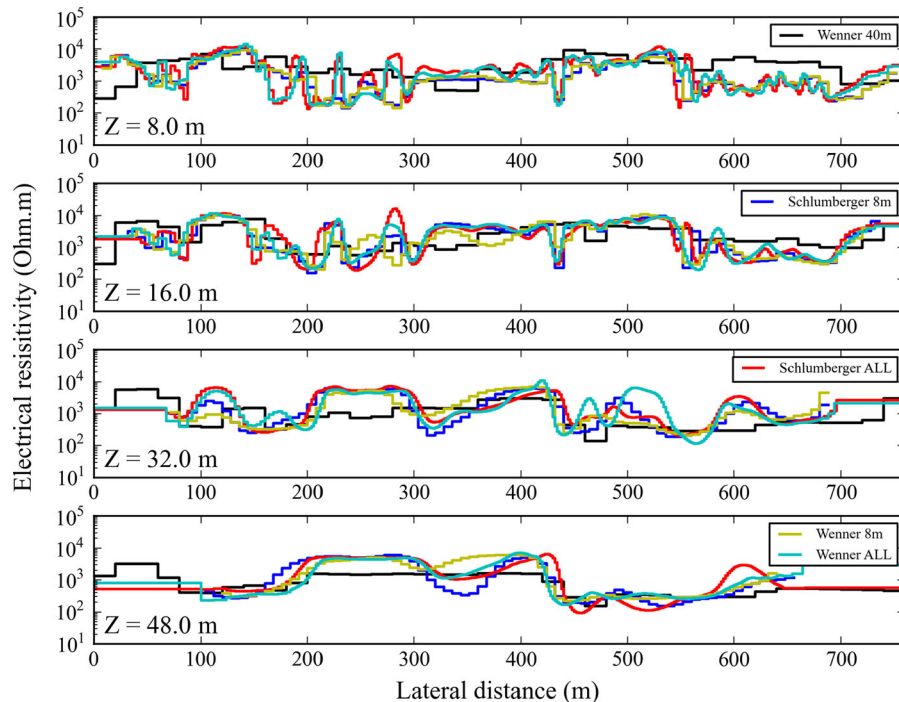 10^5
10^4
10^3
10^2
10^1
Wenner 40m
Z = 8.0 m
0 100 200 300 400 500 600 700
10^5
10^4
10^3
10^2
10^1
Schlumberger 8m
Z = 16.0 m
0 100 200 300 400 500 600 700
10^5
10^4
10^3
10^2
10^1
Schlumberger ALL
Z = 32.0 m
0 100 200 300 400 500 600 700
10^5
10^4
10^3
10^2
10^1
Wenner 8m
Wenner ALL
Z = 48.0 m
0 100 200 300 400 500 600 700
Electrical resisitivity (Ohm.m)
Lateral distance (m)